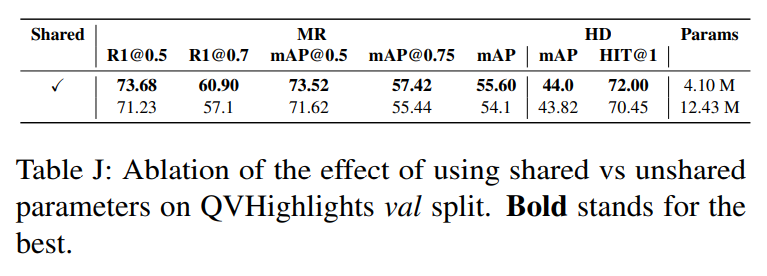 Shared MR HD Params
R1@0.5 R1@0.7 mAP@0.5 mAP@0.75 mAP mAP HIT@1
✓ 73.68 60.90 73.52 57.42 55.60 44.0 72.00 4.10 M
71.23 57.1 71.62 55.44 54.1 43.82 70.45 12.43 M
Table J: Ablation of the effect of using shared vs unshared
parameters on QVHighlights val split. Bold stands for the
best.